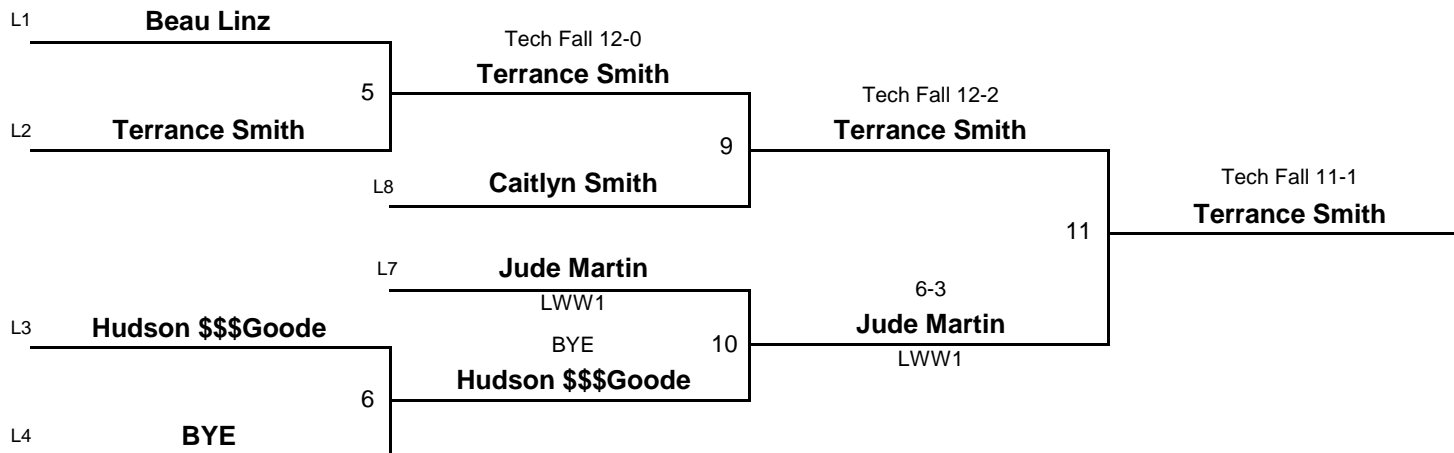 L1 Beau Linz
Tech Fall 12-0
Terrance Smith
5
Tech Fall 12-2
L2 Terrance Smith
Terrance Smith
9
L8 Caitlyn Smith
Tech Fall 11-1
Terrance Smith
11
L7 Jude Martin
LWW1
6-3
L3 Hudson $$$Goode
Jude Martin
BYE
10
LWW1
Hudson $$$Goode
6
L4 BYE